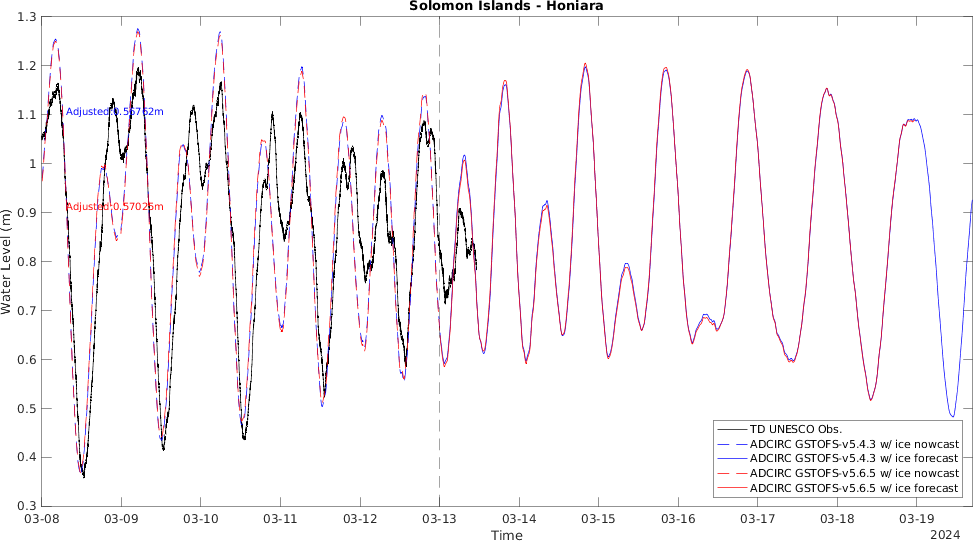 Solomon Islands - Honiara
1.3
1.2
1.1
1
0.9
0.8
0.7
0.6
0.5
0.4
0.3
Water Level (m)
Adjusted:0.56762m
Adjusted:0.57026m
TD UNESCO Obs.
ADCIRC GSTOFS-v5.4.3 w/ ice nowcast
ADCIRC GSTOFS-v5.4.3 w/ ice forecast
ADCIRC GSTOFS-v5.6.5 w/ ice nowcast
ADCIRC GSTOFS-v5.6.5 w/ ice forecast
03-08 03-09 03-10 03-11 03-12 03-13 03-14 03-15 03-16 03-17 03-18 03-19
Time
2024